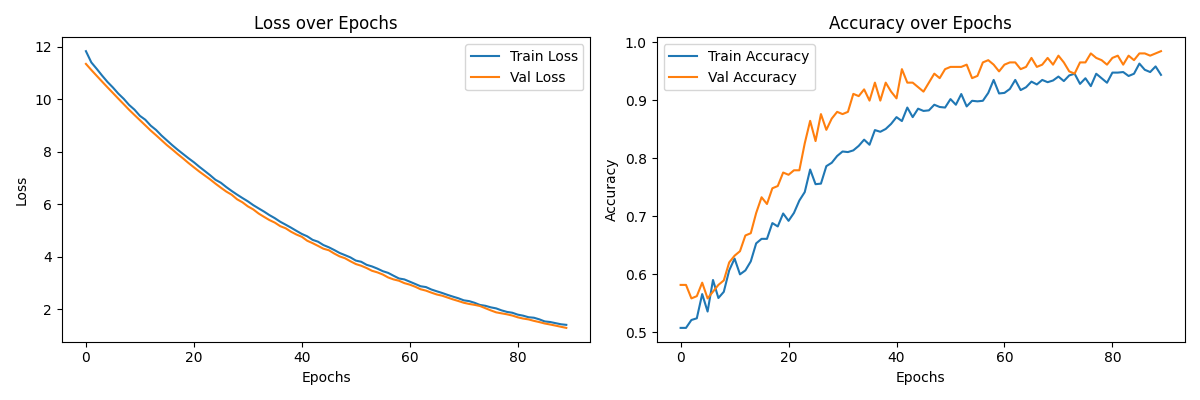 Loss over Epochs
12
10
8
6
4
2
Loss
0
20
40
60
80
Epochs
Train Loss
Val Loss
Accuracy over Epochs
1.0
0.9
0.8
0.7
0.6
0.5
Accuracy
0
20
40
60
80
Epochs
Train Accuracy
Val Accuracy